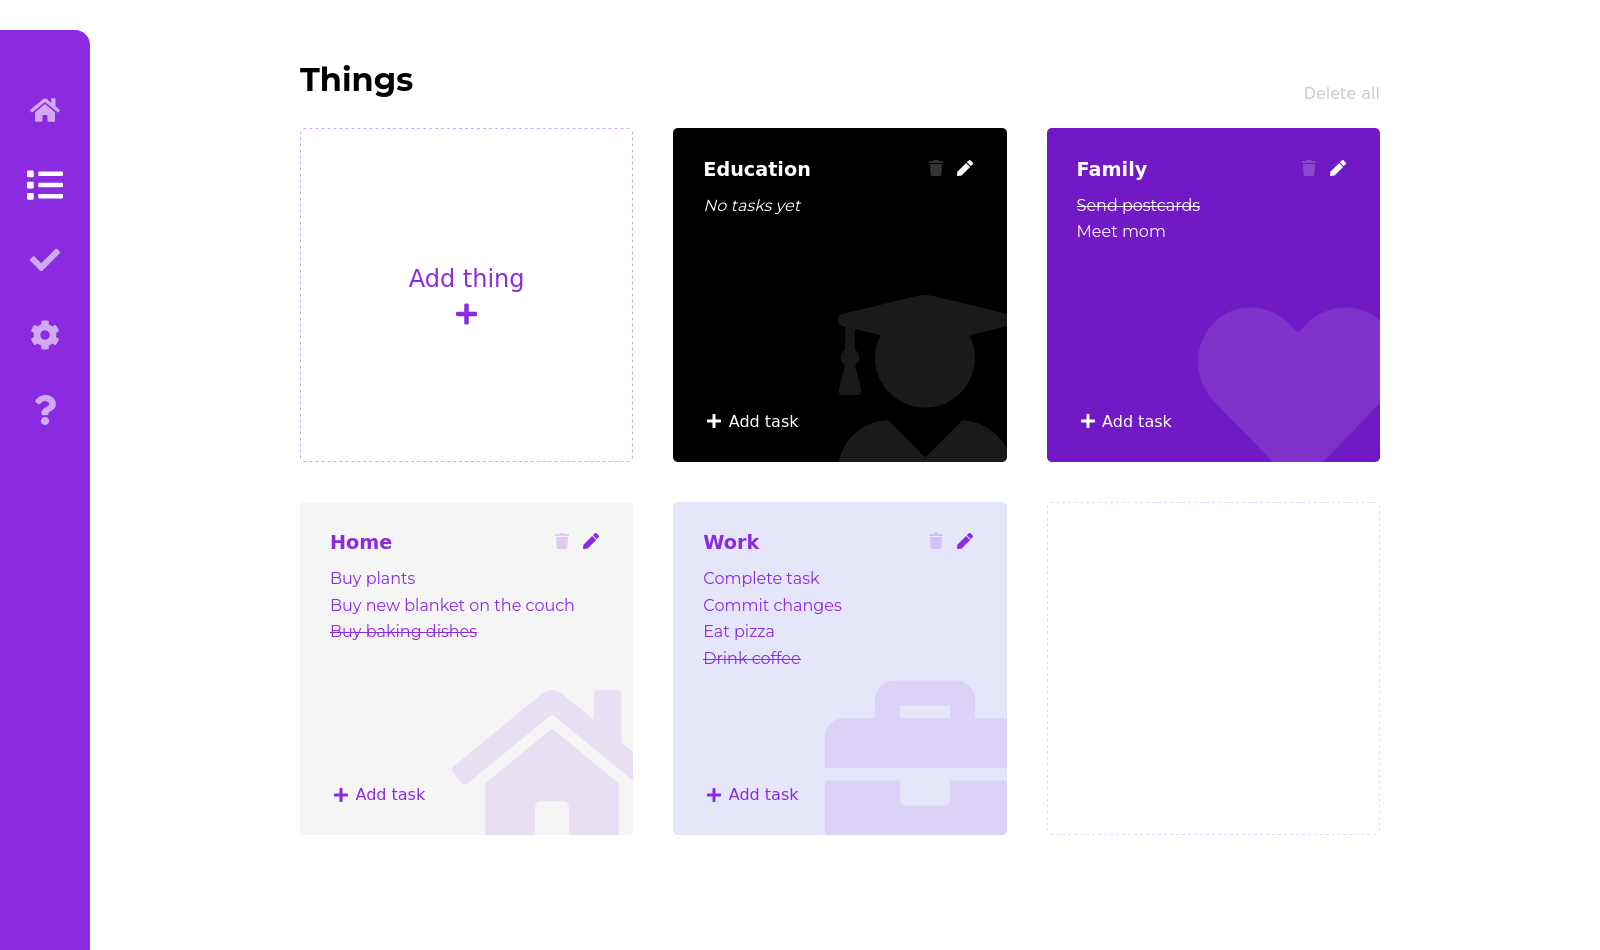 Things
Delete all
Add thing
Education
No tasks yet
Add task
Family
Send postcards
Meet mom
Add task
Home
Buy plants
Buy new blanket on the couch
Buy baking dishes
Add task
Work
Complete task
Commit changes
Eat pizza
Drink coffee
Add task